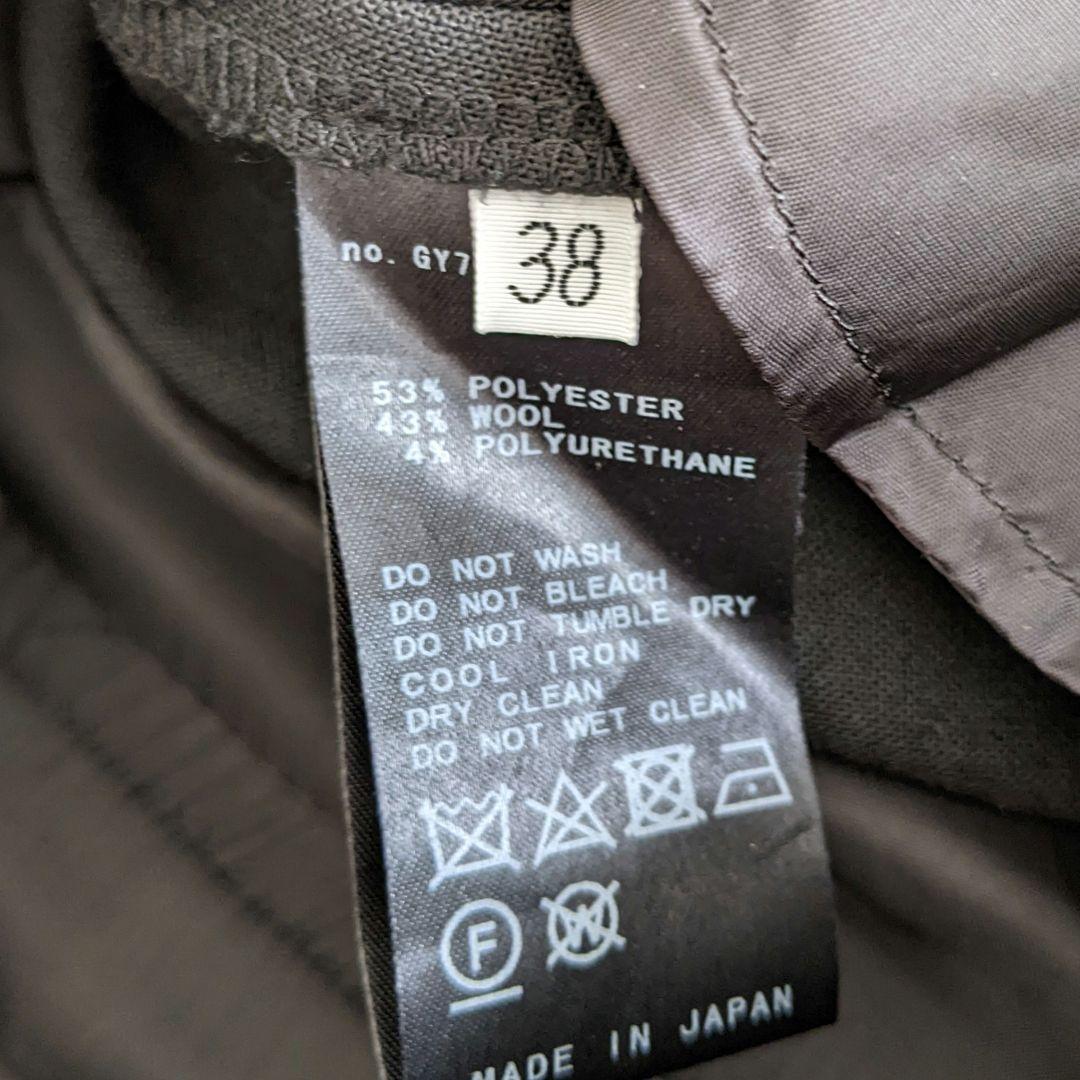 no. GY7
38
53% POLYESTER
43% WOOL
4% POLYURETHANE
DO NOT WASH
DO NOT BLEACH
DO NOT TUMBLE DRY
COOL IRON
DRY CLEAN
DO NOT WET CLEAN
F W
MADE IN JAPAN